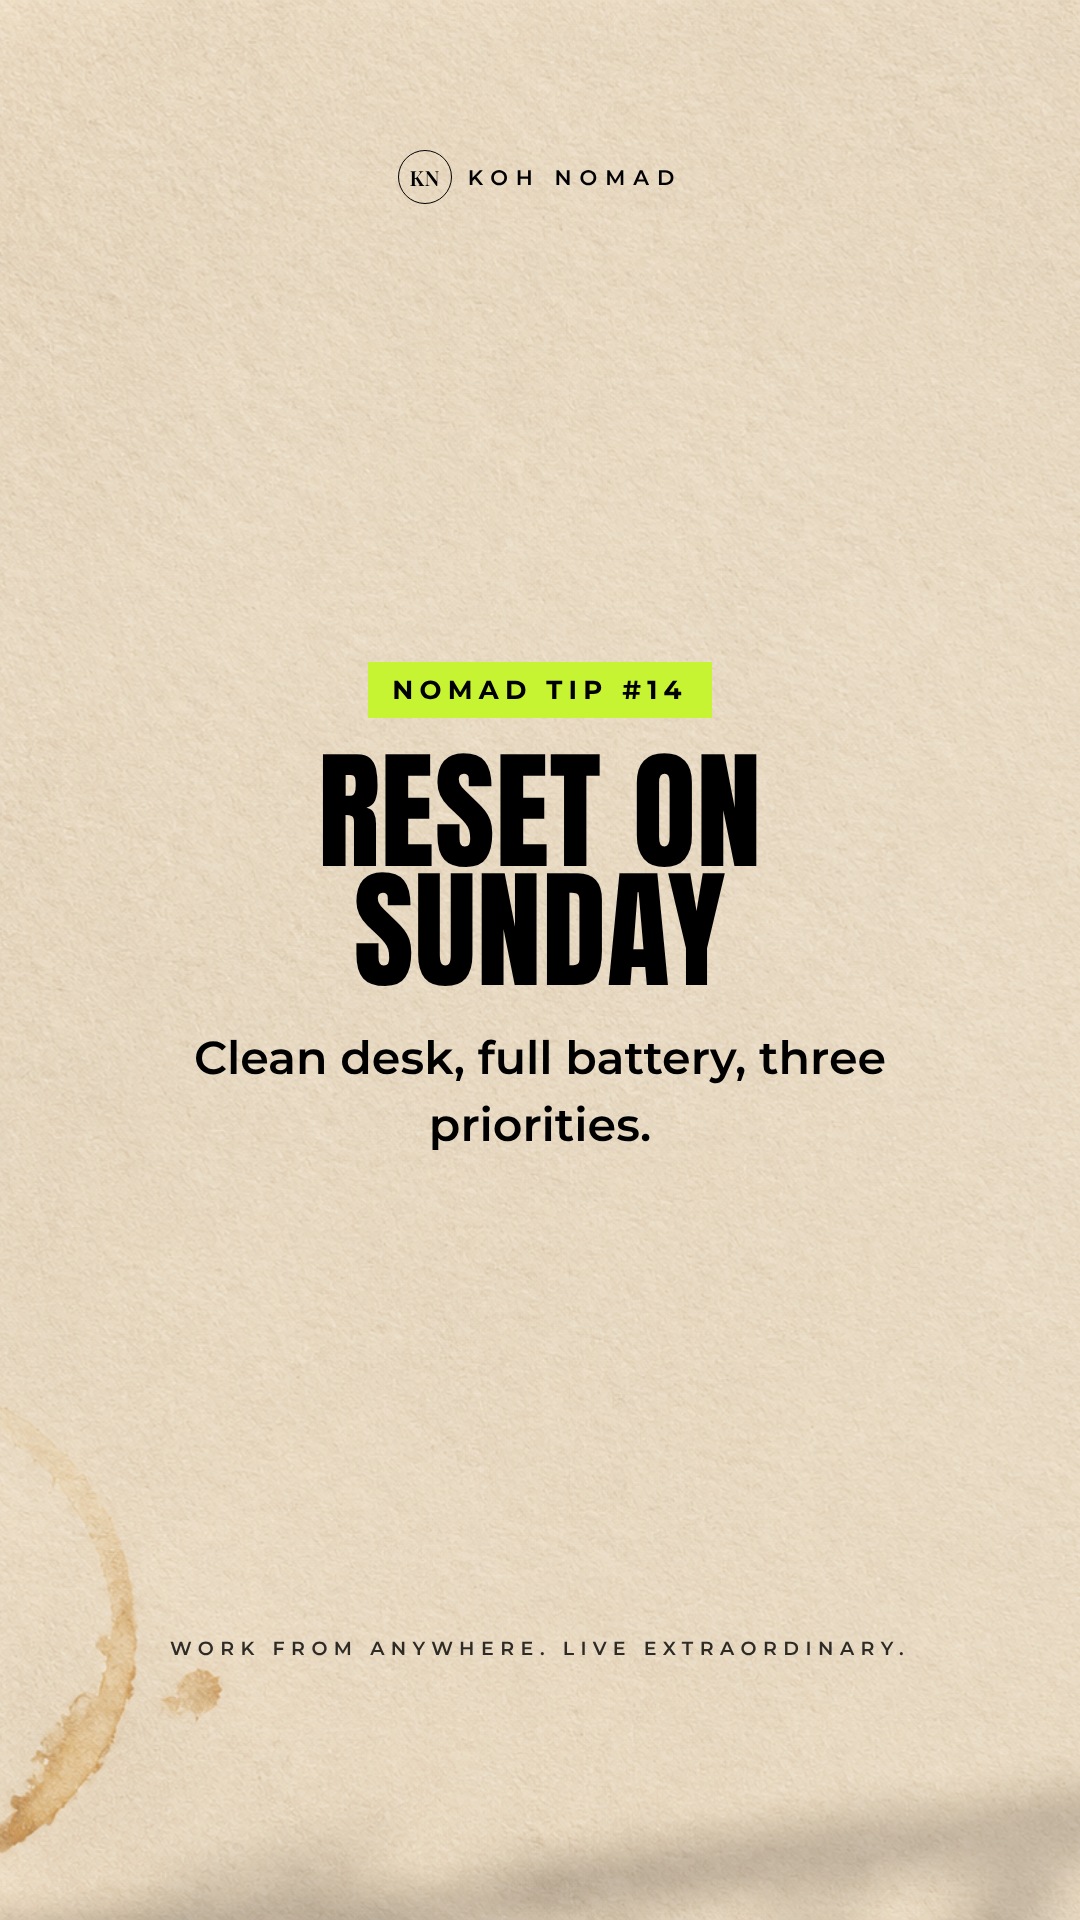 KN KOH NOMAD
NOMAD TIP #14
RESET ON
SUNDAY
Clean desk, full battery, three
priorities.
WORK FROM ANYWHERE. LIVE EXTRAORDINARY.